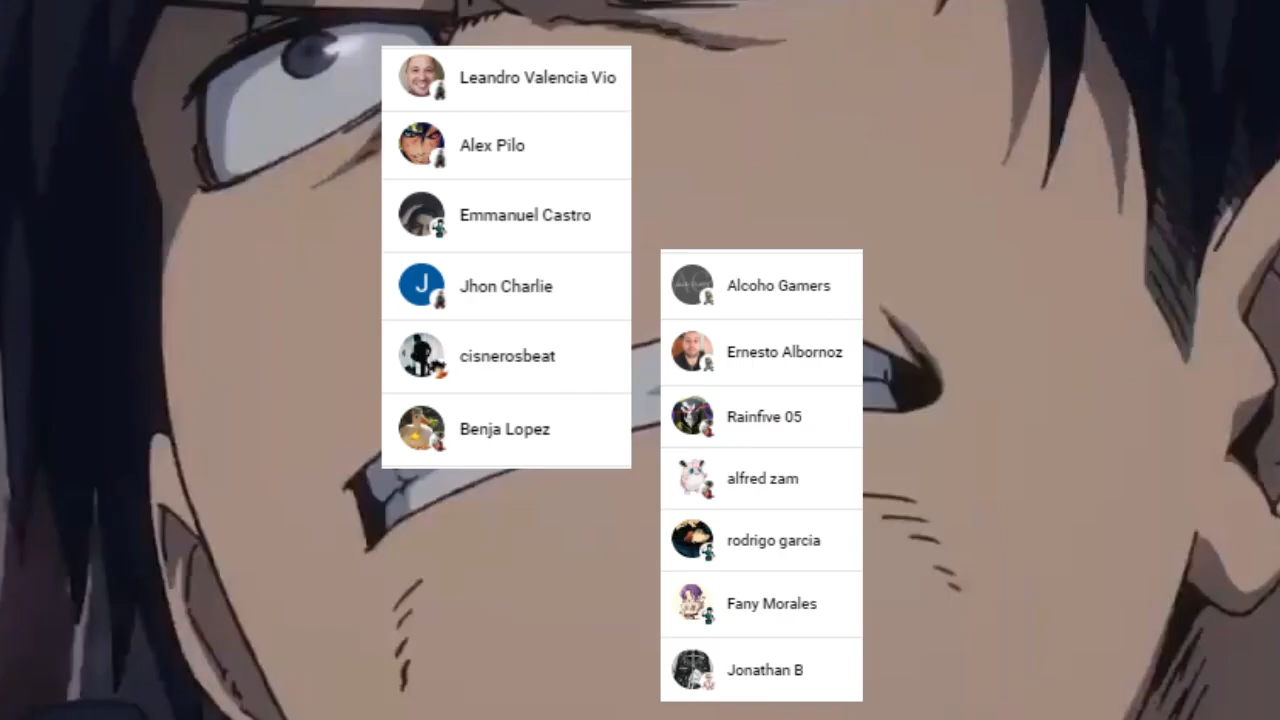 Leandro Valencia Vio
Alex Pilo
Emmanuel Castro
J
Jhon Charlie
cisnerosbeat
Benja Lopez
Alcoho Gamers
Ernesto Albornoz
Rainfive 05
alfred zam
rodrigo garcia
Fany Morales
Jonathan B